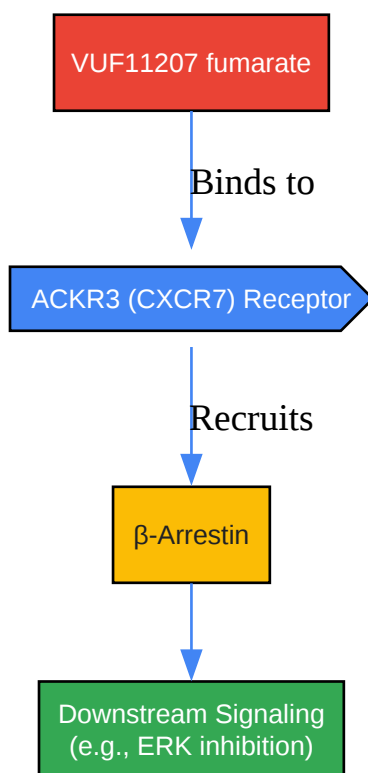 VUF11207 fumarate
Binds to
ACKR3 (CXCR7) Receptor
Recruits
β-Arrestin
Downstream Signaling
(e.g., ERK inhibition)